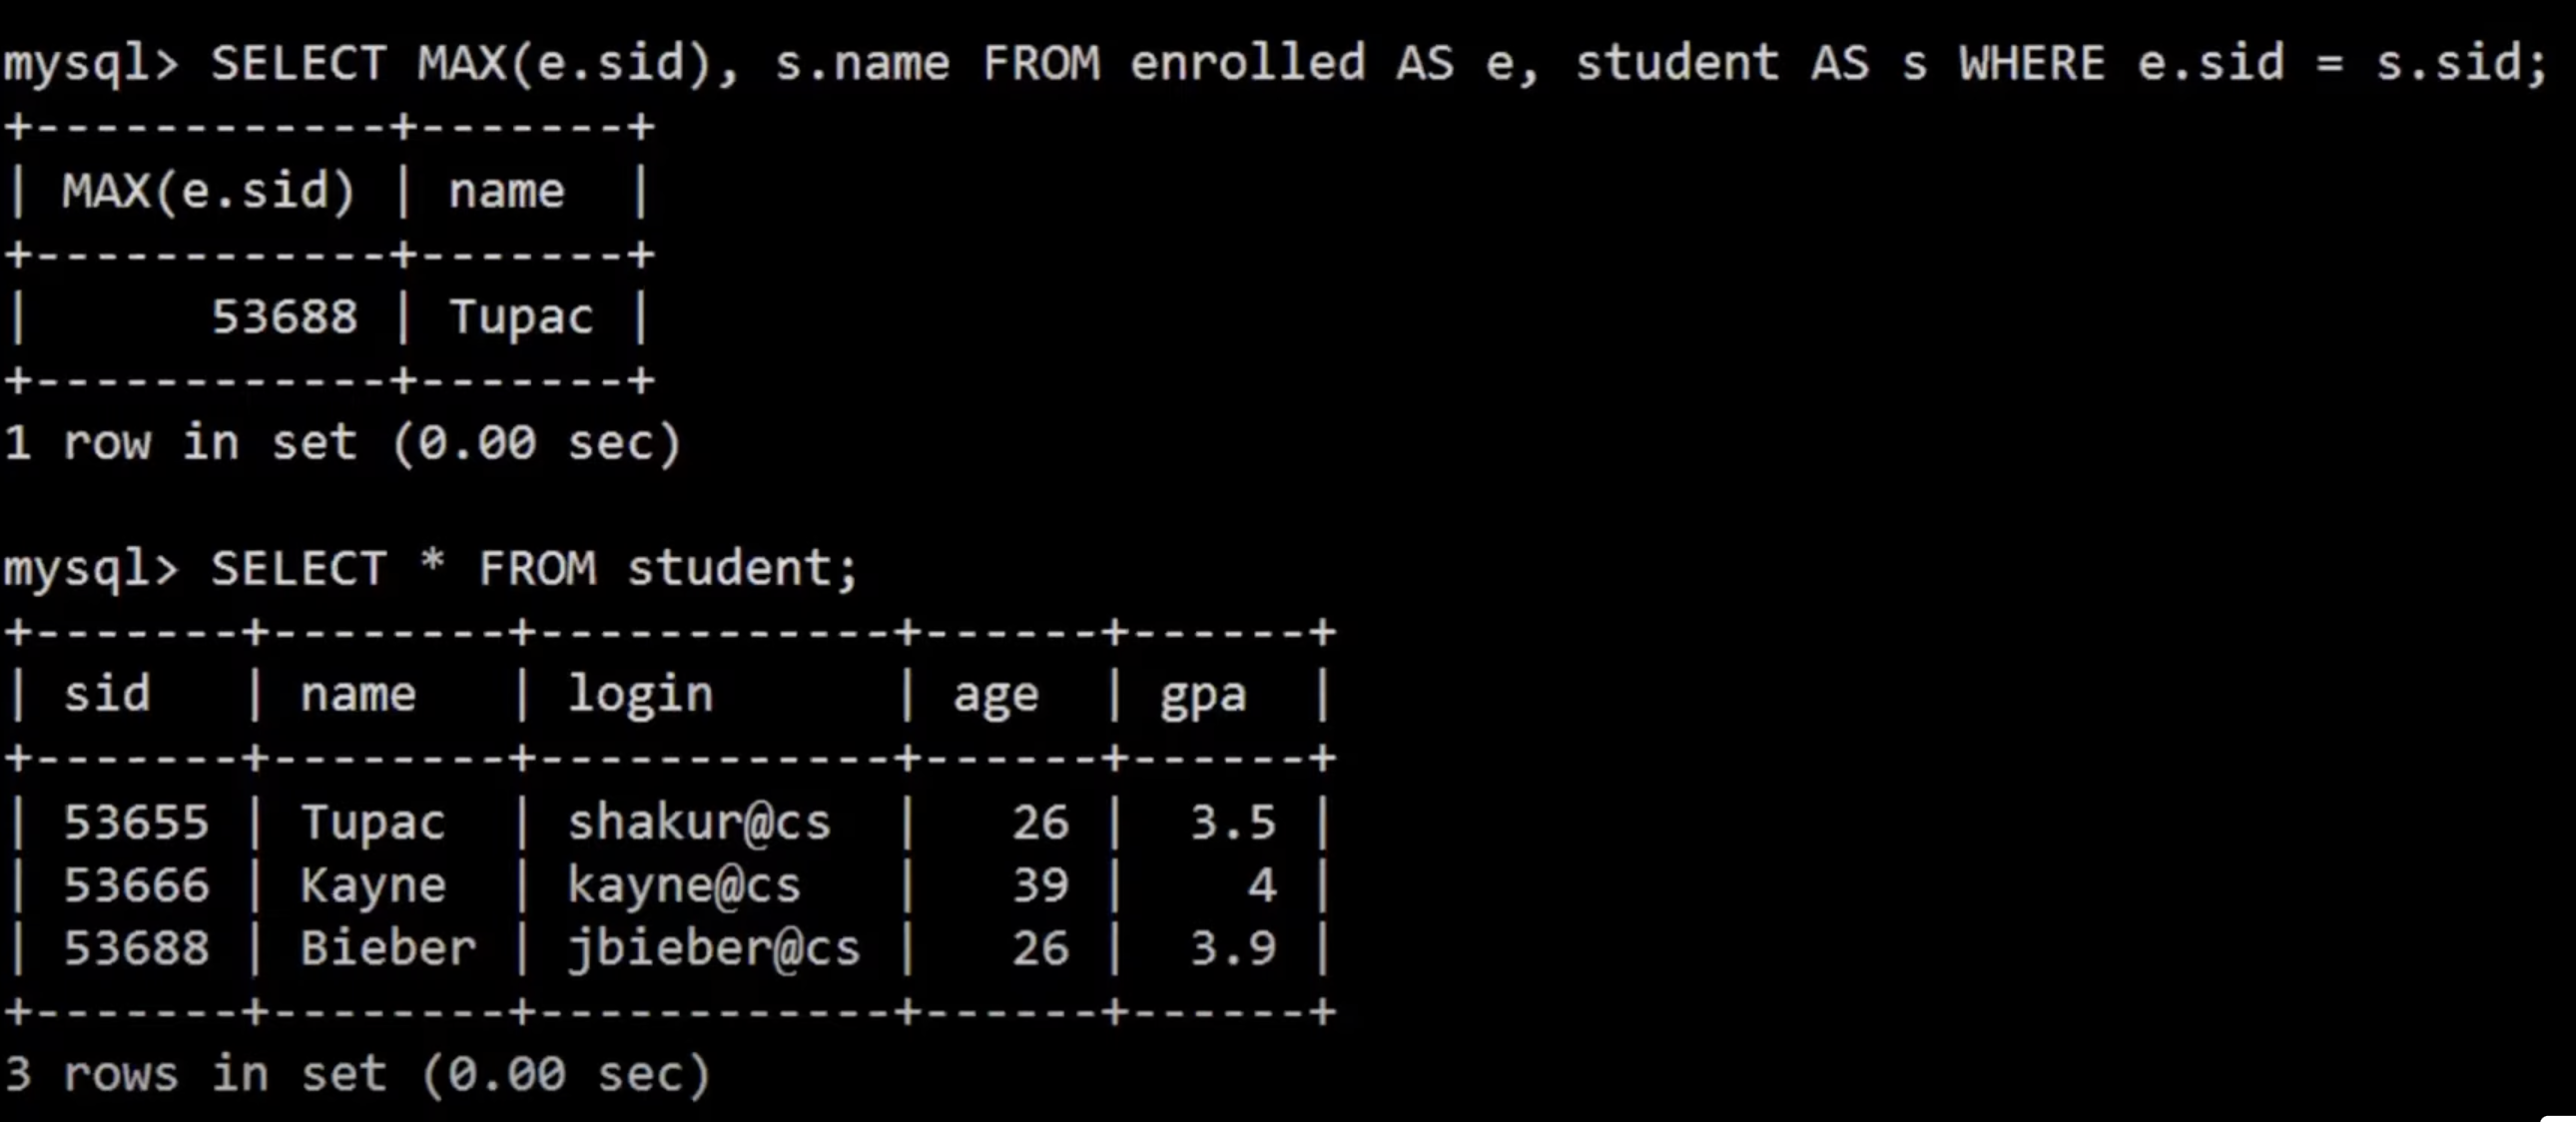 mysql> SELECT MAX(e.sid), s.name FROM enrolled AS e, student AS s WHERE e.sid = s.sid;
+------------+-------+
| MAX(e.sid) | name  |
+------------+-------+
|      53688 | Tupac |
+------------+-------+
1 row in set (0.00 sec)
mysql> SELECT * FROM student;
+-------+--------+------------+------+------+
| sid   | name   | login      | age  | gpa  |
+-------+--------+------------+------+------+
| 53655 | Tupac  | shakur@cs  |   26 |  3.5 |
| 53666 | Kayne  | kayne@cs   |   39 |    4 |
| 53688 | Bieber | jbieber@cs |   26 |  3.9 |
+-------+--------+------------+------+------+
3 rows in set (0.00 sec)